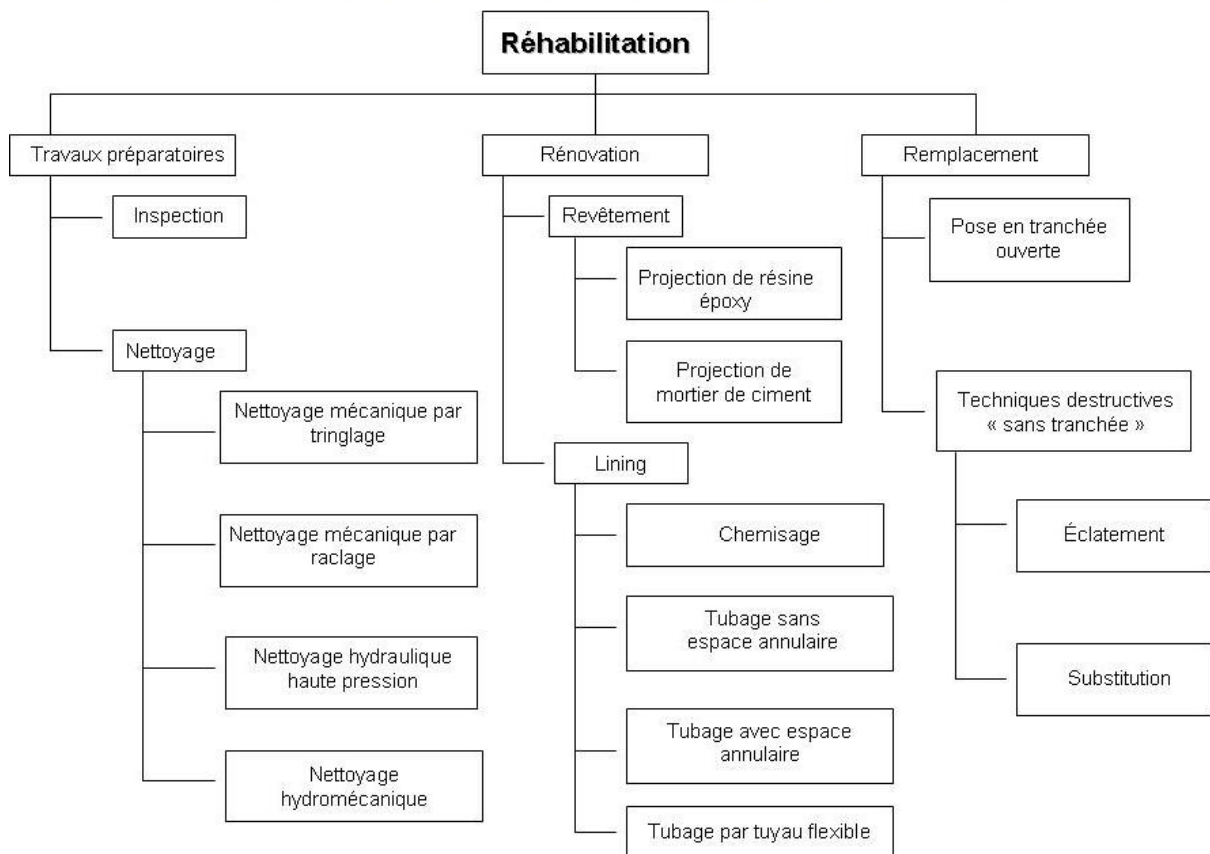 Réhabilitation
Travaux préparatoires
Inspection
Nettoyage
Nettoyage mécanique par
tringlage
Nettoyage mécanique par
raclage
Nettoyage hydraulique
haute pression
Nettoyage
hydromécanique
Rénovation
Revêtement
Projection de résine
époxy
Projection de
mortier de ciment
Lining
Chemisage
Tubage sans
espace annulaire
Tubage avec espace
annulaire
Tubage par tuyau flexible
Remplacement
Pose en tranchée
ouverte
Techniques destructives
« sans tranchée »
Éclatement
Substitution